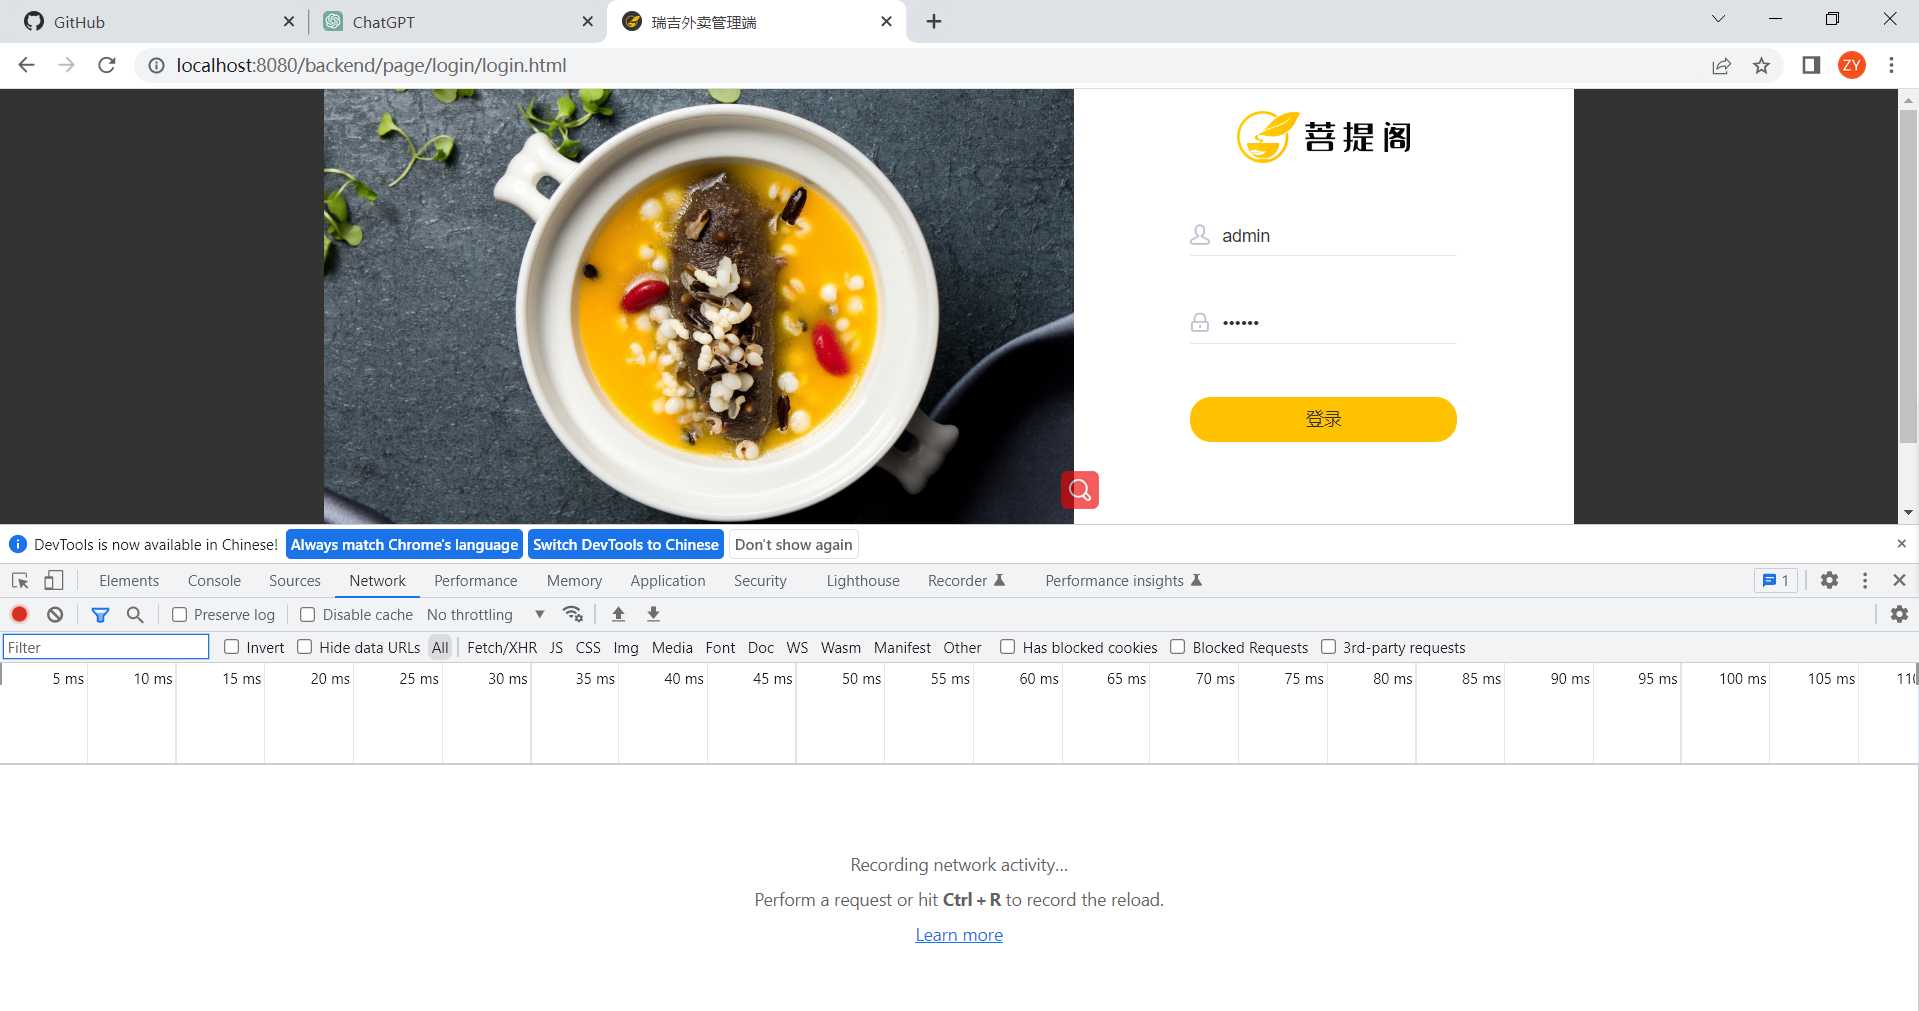 GitHub
ChatGPT
瑞吉外卖管理端
localhost:8080/backend/page/login/login.html
ZY
菩提阁
admin
••••••
登录
DevTools is now available in Chinese! Always match Chrome's language Switch DevTools to Chinese Don't show again
Elements Console Sources Network Performance Memory Application Security Lighthouse Recorder Performance insights 1
Preserve log Disable cache No throttling
Filter Invert Hide data URLs All Fetch/XHR JS CSS Img Media Font Doc WS Wasm Manifest Other Has blocked cookies Blocked Requests 3rd-party requests
5 ms 10 ms 15 ms 20 ms 25 ms 30 ms 35 ms 40 ms 45 ms 50 ms 55 ms 60 ms 65 ms 70 ms 75 ms 80 ms 85 ms 90 ms 95 ms 100 ms 105 ms
Recording network activity...
Perform a request or hit Ctrl + R to record the reload.
Learn more